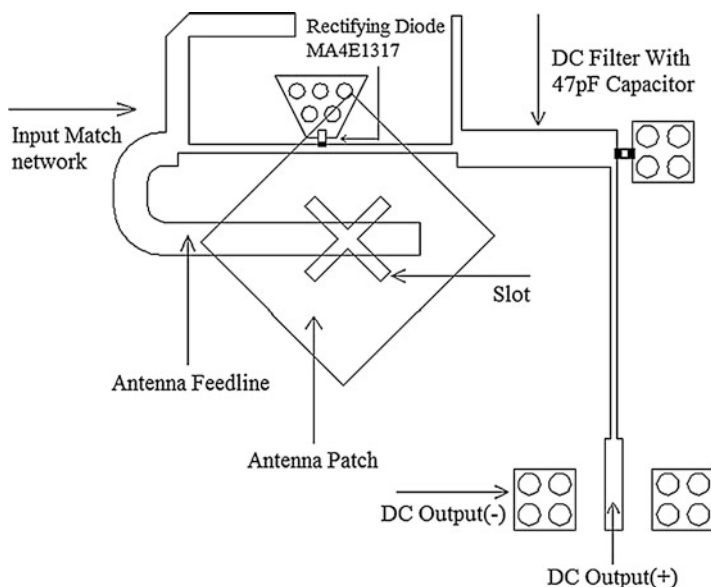 Rectifying Diode
MA4E1317
DC Filter With
47pF Capacitor
Input Match
network
Slot
Antenna Feedline
Antenna Patch
DC Output(-)
DC Output(+)